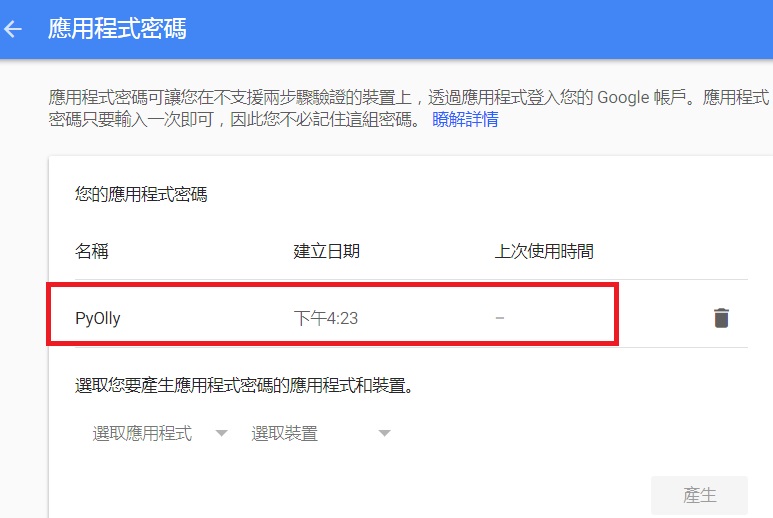 應用程式密碼
應用程式密碼可讓您在不支援兩步驟驗證的裝置上，透過應用程式登入您的 Google 帳戶。應用程式
密碼只要輸入一次即可，因此您不必記住這組密碼。 瞭解詳情
您的應用程式密碼
名稱 建立日期 上次使用時間
PyOlly 下午4:23 –
選取您要產生應用程式密碼的應用程式和裝置。
選取應用程式 選取裝置
產生